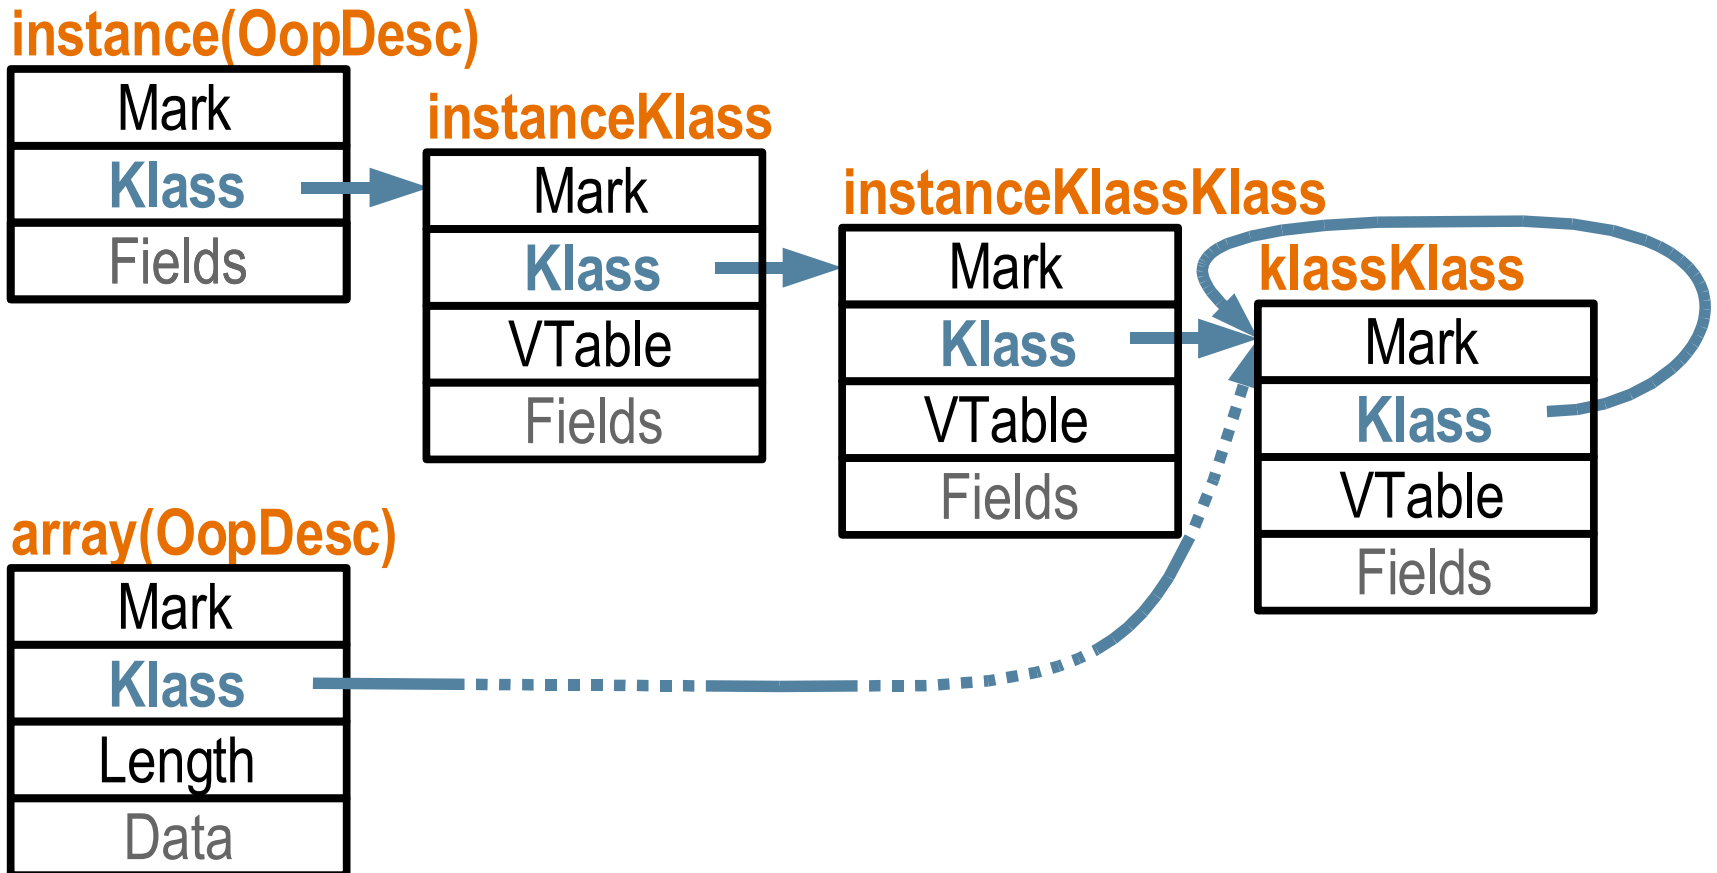 instance(OopDesc)
Mark
Klass
Fields
instanceKlass
Mark
Klass
VTable
Fields
instanceKlassKlass
Mark
Klass
VTable
Fields
klassKlass
Mark
Klass
VTable
Fields
array(OopDesc)
Mark
Klass
Length
Data